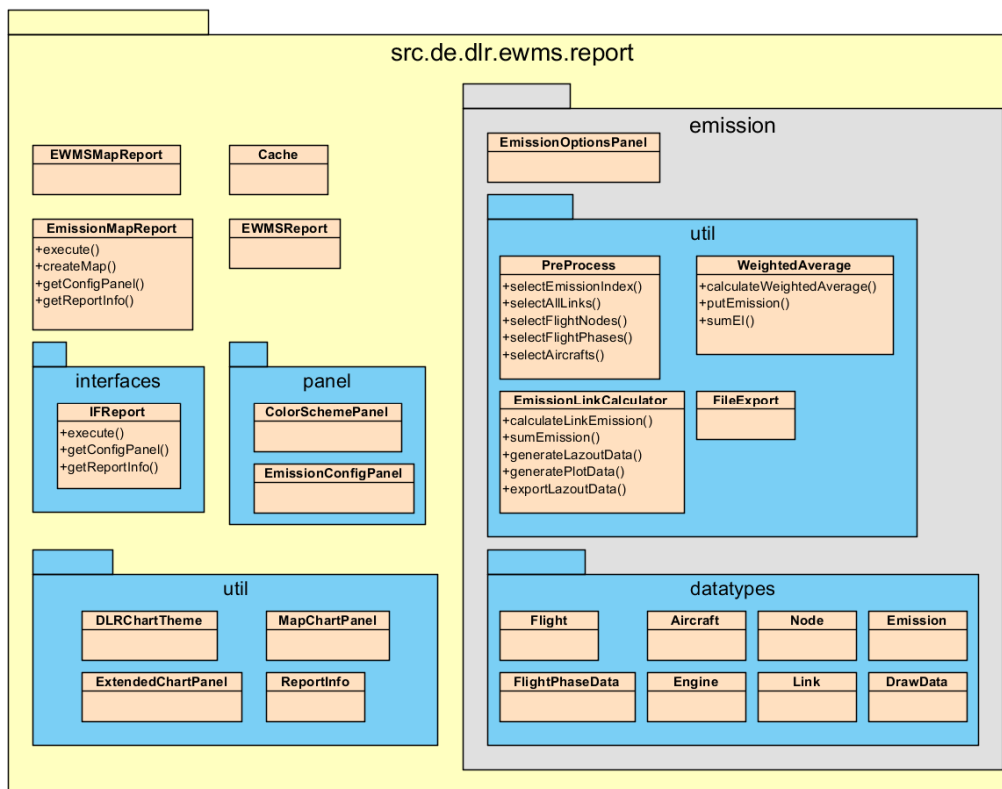 src.de.dlr.ewms.report
EWMSMapReport
Cache
EmissionMapReport
+execute()
+createMap()
+getConfigPanel()
+getReportInfo()
EWMSReport
interfaces
IFReport
+execute()
+getConfigPanel()
+getReportInfo()
panel
ColorSchemePanel
EmissionConfigPanel
util
DLRChartTheme
MapChartPanel
ExtendedChartPanel
ReportInfo
emission
EmissionOptionsPanel
util
PreProcess
+selectEmissionIndex()
+selectAllLinks()
+selectFlightNodes()
+selectFlightPhases()
+selectAircrafts()
WeightedAverage
+calculateWeightedAverage()
+putEmission()
+sumEI()
EmissionLinkCalculator
+calculateLinkEmission()
+sumEmission()
+generateLazoutData()
+generatePlotData()
+exportLazoutData()
FileExport
datatypes
Flight
Aircraft
Node
Emission
FlightPhaseData
Engine
Link
DrawData